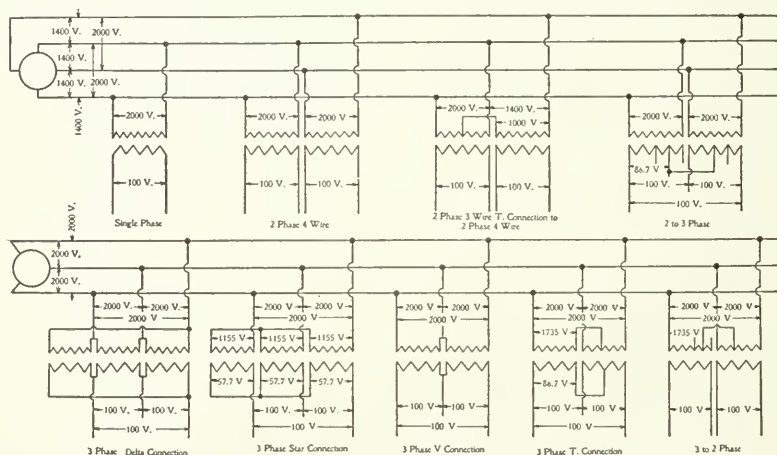 1400 V. 2000 V.
1400 V.
1400 V. 2000 V.
1400 V.
2000 V. 2000 V. 2000 V. 2000 V. 1400 V. 2000 V. 2000 V.
1000 V
86.7 V
100 V. 100 V. 100 V. 100 V. 100 V. 100 V. 100 V.
100 V.
Single Phase
2 Phase 4 Wire
2 Phase 3 Wire T. Connection to
2 Phase 4 Wire
2 to 3 Phase
2000 V.
2000 V.
2000 V.
2000 V. 2000 V. 2000 V. 2000 V. 2000 V. 2000 V. 2000 V. 2000 V. 2000 V. 2000 V.
2000 V. 2000 V. 2000 V. 2000 V. 2000
1155 V 1155 V 1155 V 1735 V 1735 V
57.7 V 57.7 V 57.7 V 86.7 V
100 V. 100 V. 100 V. 100 V. 100 V 100 V 100 V. 100 V. 100 V 100 V
100 V. 100 V. 100 V 100 V
3 Phase Delta Connection
3 Phase Star Connection
3 Phase V Connection
3 Phase T. Connection
3 to 2 Phase